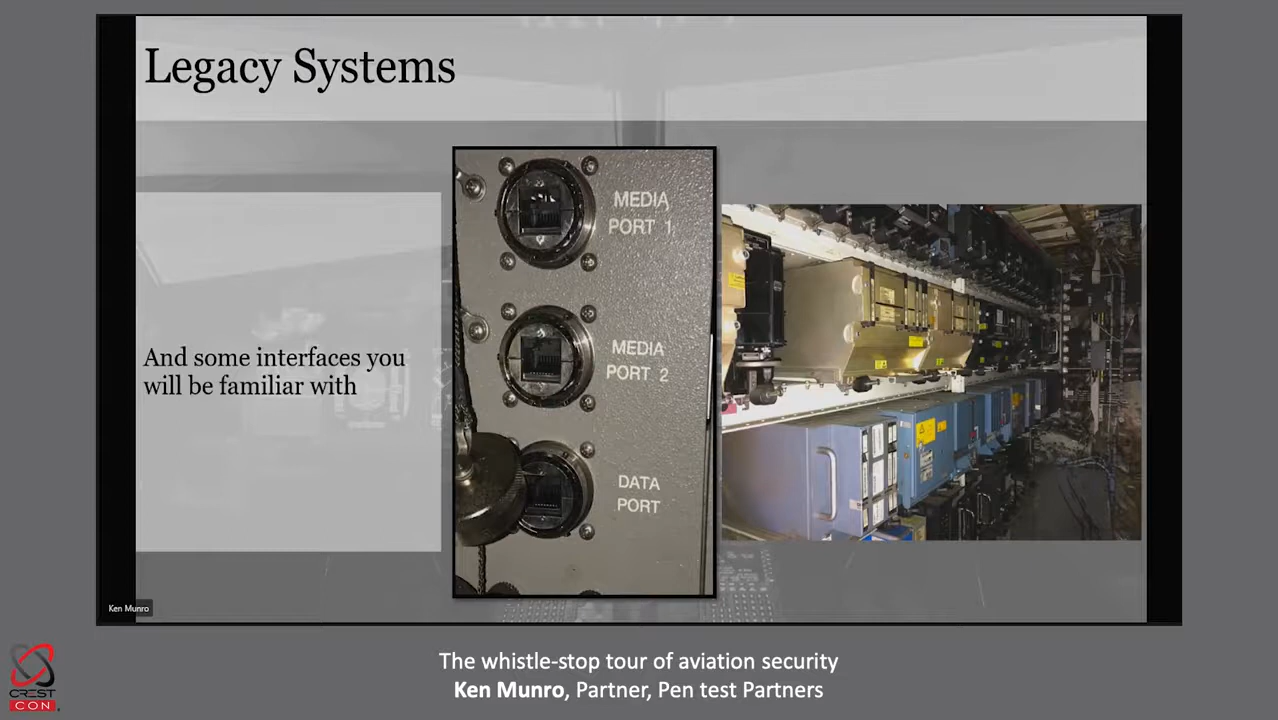 Legacy Systems
And some interfaces you
will be familiar with
MEDIA
PORT 1
MEDIA
PORT 2
DATA
PORT
Ken Munro
The whistle-stop tour of aviation security
Ken Munro, Partner, Pen test Partners
CREST
CON